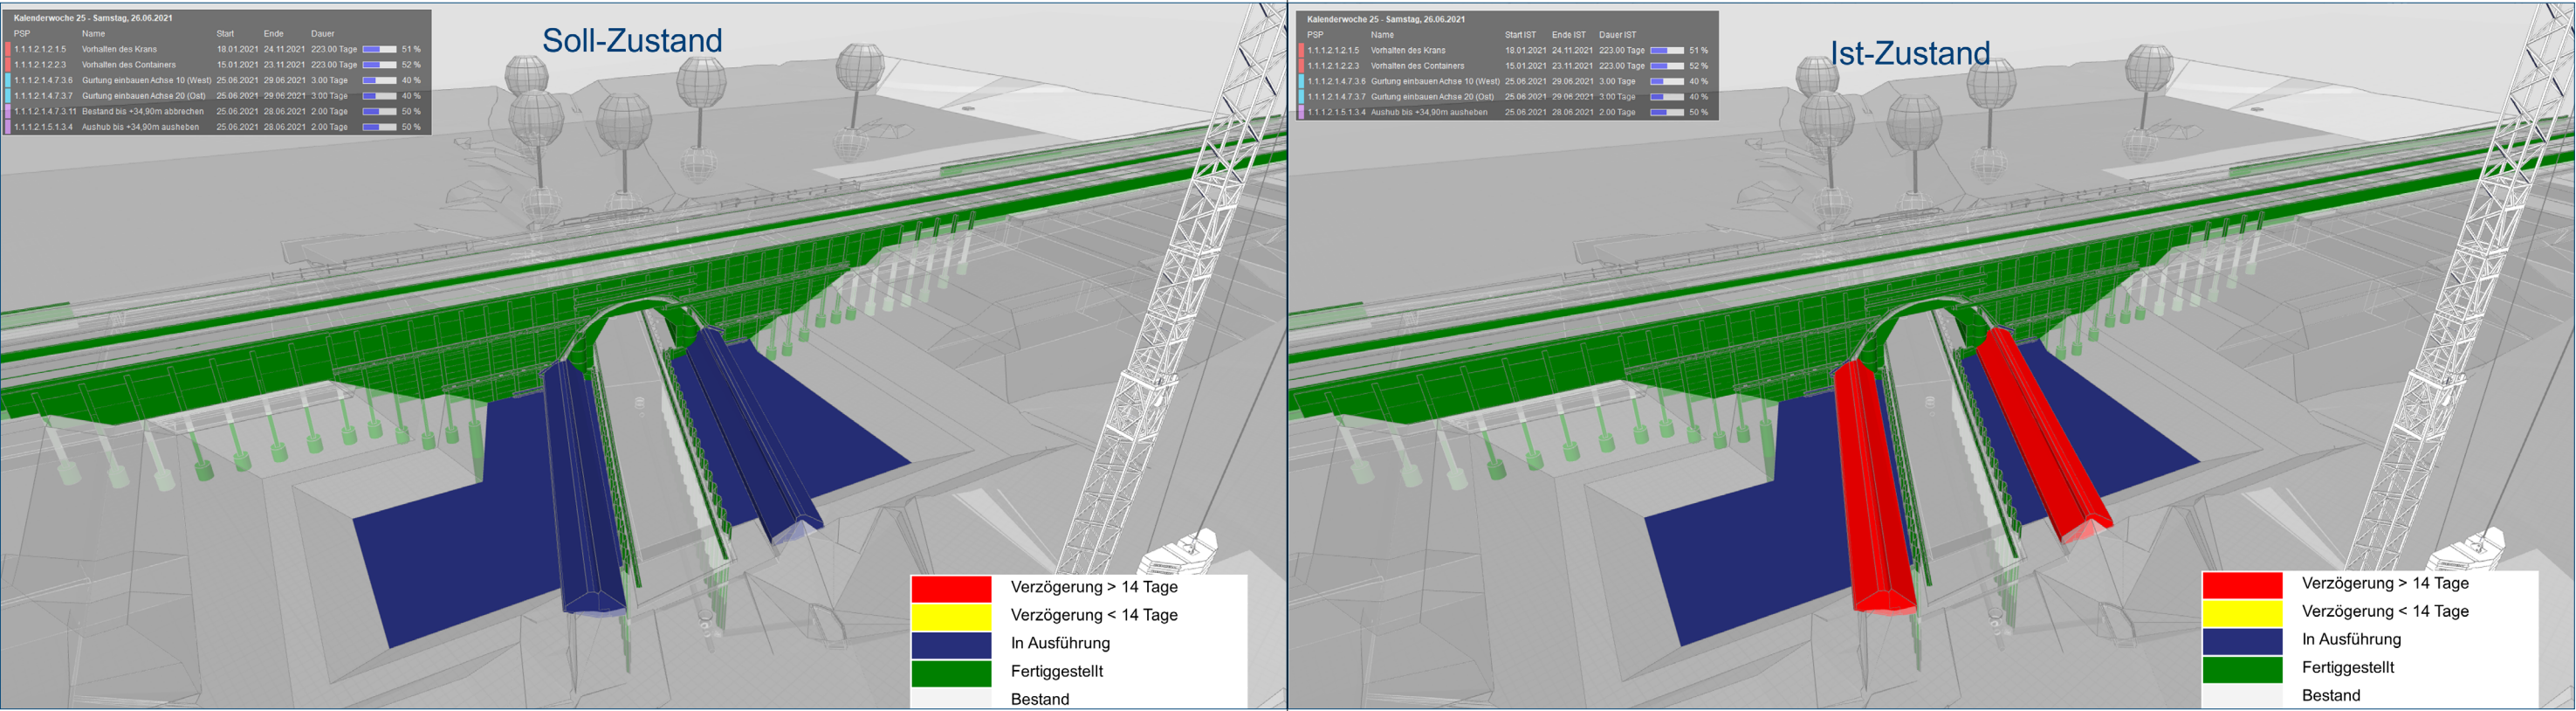 Kalenderwoche 25 - Samstag, 26.06.2021
PSP Name Start Ende Dauer
1.1.1.2.1.2.1.5 Vorhalten des Krans 18.01.2021 24.11.2021 223.00 Tage 51 %
1.1.1.2.1.2.2.3 Vorhalten des Containers 15.01.2021 23.11.2021 223.00 Tage 52 %
1.1.1.2.1.4.7.3.6 Gurtung einbauen Achse 10 (West) 25.06.2021 29.06.2021 3.00 Tage 40 %
1.1.1.2.1.4.7.3.7 Gurtung einbauen Achse 20 (Ost) 25.06.2021 29.06.2021 3.00 Tage 40 %
1.1.1.2.1.4.7.3.11 Bestand bis +34,90m abbrechen 25.06.2021 28.06.2021 2.00 Tage 50 %
1.1.1.2.1.5.1.3.4 Aushub bis +34,90m ausheben 25.06.2021 28.06.2021 2.00 Tage 50 %
Soll-Zustand
Verzögerung > 14 Tage
Verzögerung < 14 Tage
In Ausführung
Fertiggestellt
Bestand
Kalenderwoche 25 - Samstag, 26.06.2021
PSP Name Start IST Ende IST Dauer IST
1.1.1.2.1.2.1.5 Vorhalten des Krans 18.01.2021 24.11.2021 223.00 Tage 51 %
1.1.1.2.1.2.2.3 Vorhalten des Containers 15.01.2021 23.11.2021 223.00 Tage 52 %
1.1.1.2.1.4.7.3.6 Gurtung einbauen Achse 10 (West) 25.06.2021 29.06.2021 3.00 Tage 40 %
1.1.1.2.1.4.7.3.7 Gurtung einbauen Achse 20 (Ost) 25.06.2021 29.06.2021 3.00 Tage 40 %
1.1.1.2.1.5.1.3.4 Aushub bis +34,90m ausheben 25.06.2021 28.06.2021 2.00 Tage 50 %
Ist-Zustand
Verzögerung > 14 Tage
Verzögerung < 14 Tage
In Ausführung
Fertiggestellt
Bestand